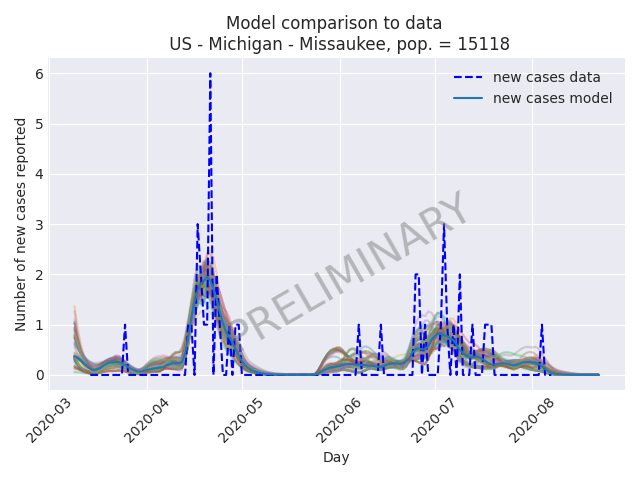 Model comparison to data
US - Michigan - Missaukee, pop. = 15118
new cases data
new cases model
PRELIMINARY
Number of new cases reported
6
5
4
3
2
1
0
2020-03
2020-04
2020-05
2020-06
2020-07
2020-08
Day